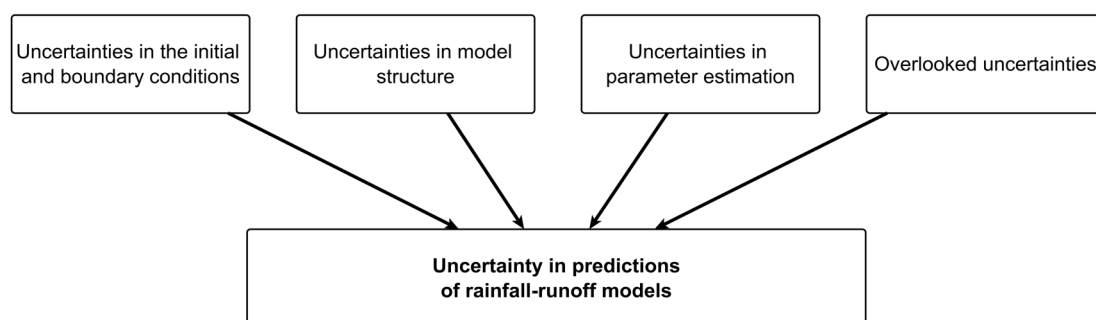 Uncertainties in the initial
and boundary conditions
Uncertainties in model
structure
Uncertainties in
parameter estimation
Overlooked uncertainties
Uncertainty in predictions
of rainfall-runoff models